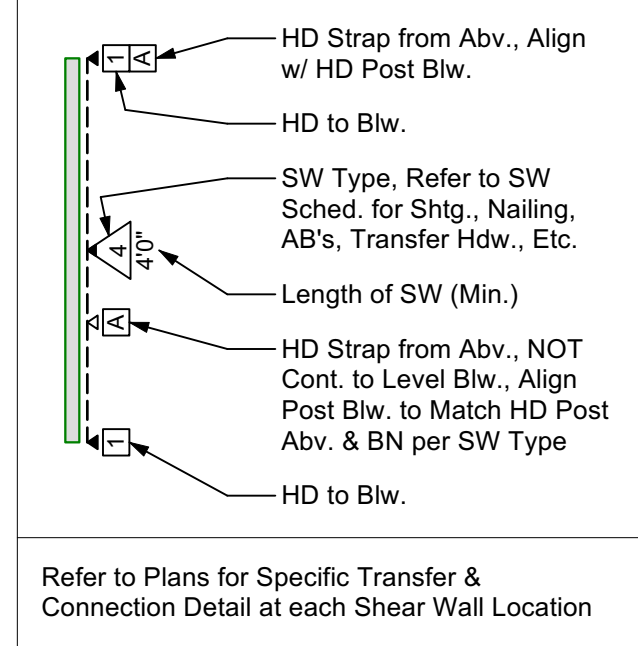 1 A
HD Strap from Abv., Align
w/ HD Post Blw.
HD to Blw.
SW Type, Refer to SW
Sched. for Shtg., Nailing,
AB's, Transfer Hdw., Etc.
4
4'0"
Length of SW (Min.)
A
HD Strap from Abv., NOT
Cont. to Level Blw., Align
Post Blw. to Match HD Post
Abv. & BN per SW Type
1
HD to Blw.
Refer to Plans for Specific Transfer &
Connection Detail at each Shear Wall Location